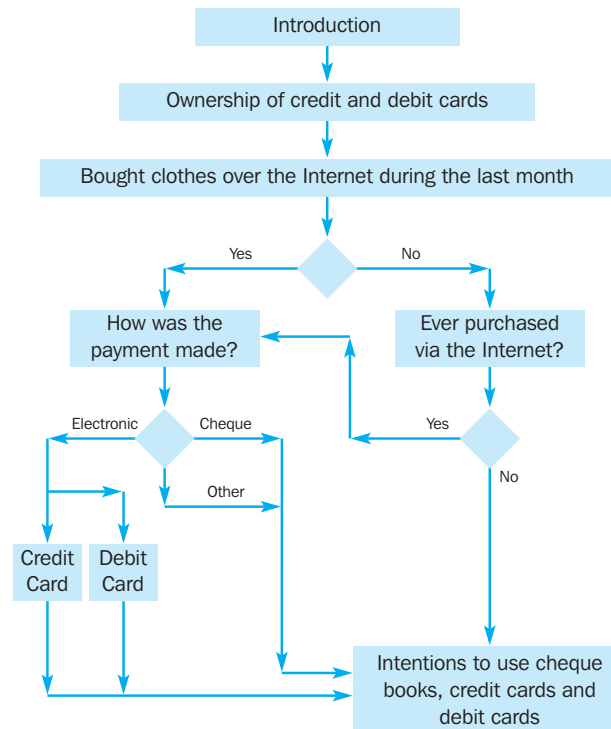 Introduction
Ownership of credit and debit cards
Bought clothes over the Internet during the last month
Yes
No
How was the
payment made?
Ever purchased
via the Internet?
Electronic
Cheque
Yes
Other
No
Credit
Card
Debit
Card
Intentions to use cheque
books, credit cards and
debit cards